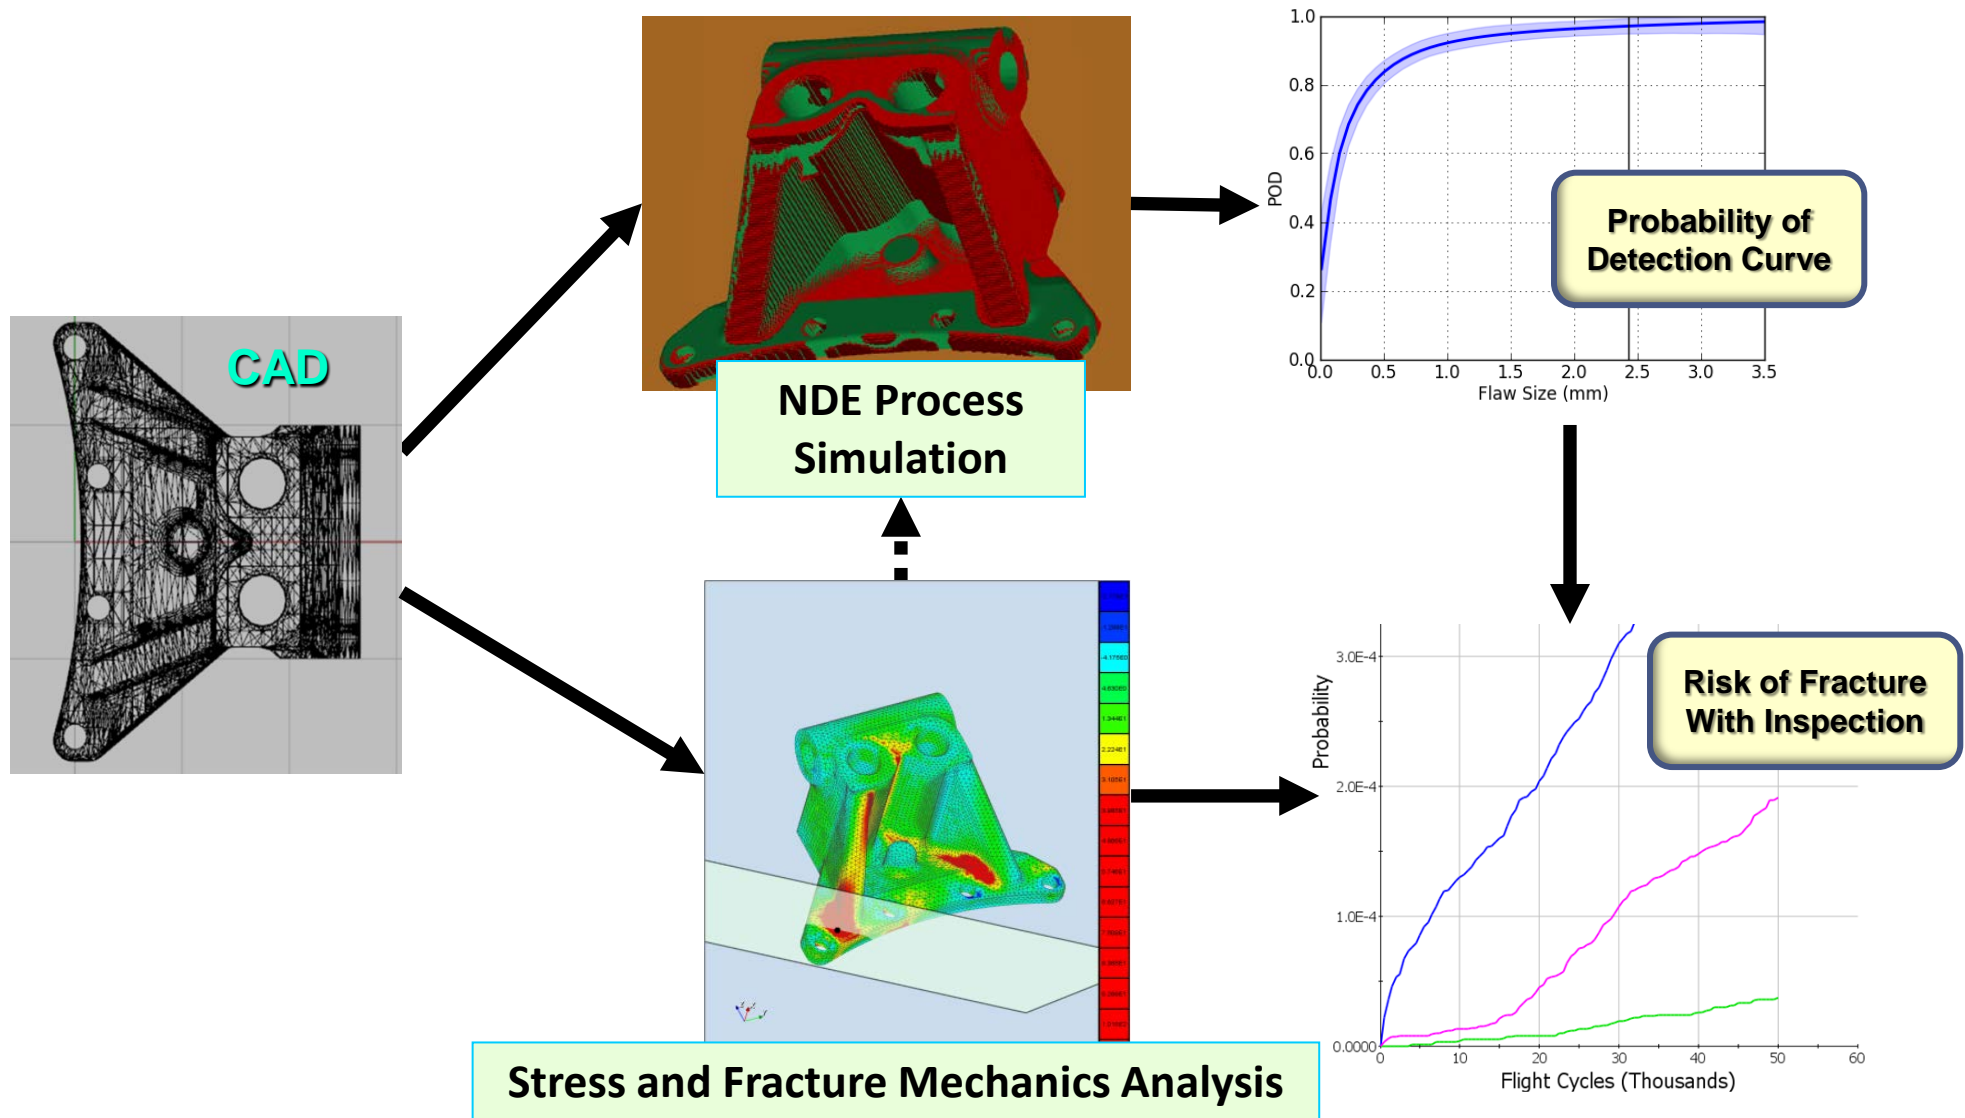 CAD
NDE Process
Simulation
1.0
0.8
0.6
0.4
0.2
0.0
POD
0.0 0.5 1.0 1.5 2.0 2.5 3.0 3.5
Flaw Size (mm)
Probability of
Detection Curve
Stress and Fracture Mechanics Analysis
3.0E-4
2.0E-4
1.0E-4
0.0000
Probability
0 10 20 30 40 50 60
Flight Cycles (Thousands)
Risk of Fracture
With Inspection